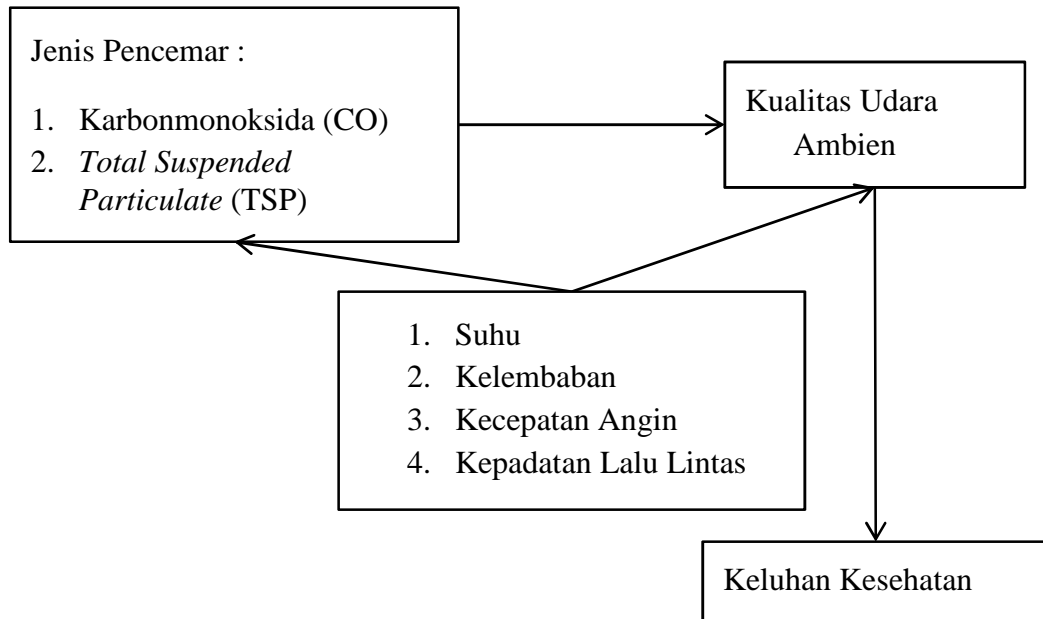 Jenis Pencemar :
1. Karbonmonoksida (CO)
2. Total Suspended
Particulate (TSP)
Kualitas Udara
Ambien
1. Suhu
2. Kelembaban
3. Kecepatan Angin
4. Kepadatan Lalu Lintas
Keluhan Kesehatan